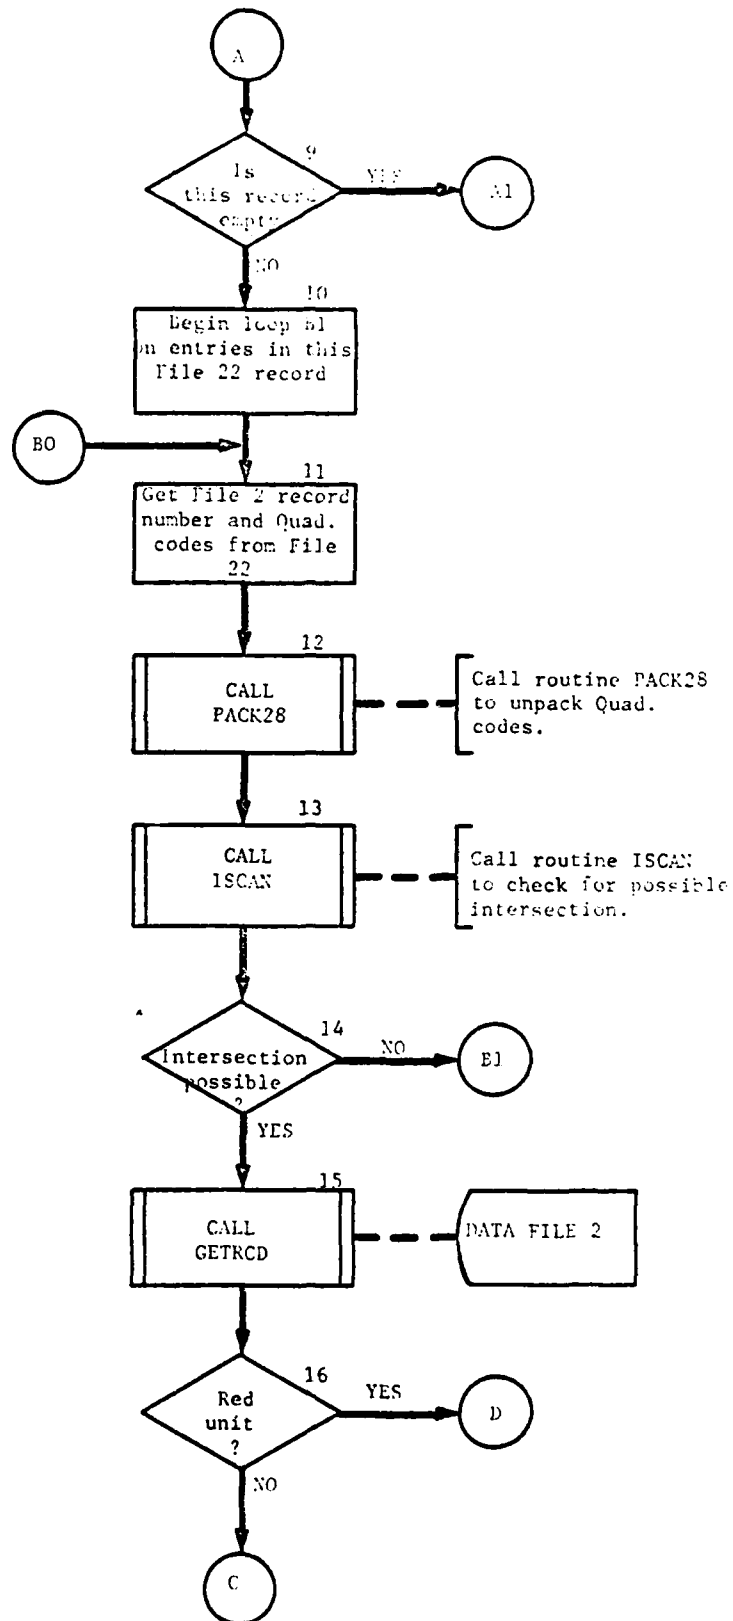 A
9
Is
this record
empty
YES
A1
NO
10
Begin loop B1
on entries in this
File 22 record
B0
11
Get File 2 record
number and Quad.
codes from File
22
12
CALL
PACK28
Call routine PACK28
to unpack Quad.
codes.
13
CALL
ISCAN
Call routine ISCAN
to check for possible
intersection.
14
Intersection
possible
?
NO
B1
YES
15
CALL
GETRCD
DATA FILE 2
16
Red
unit
?
YES
D
NO
C